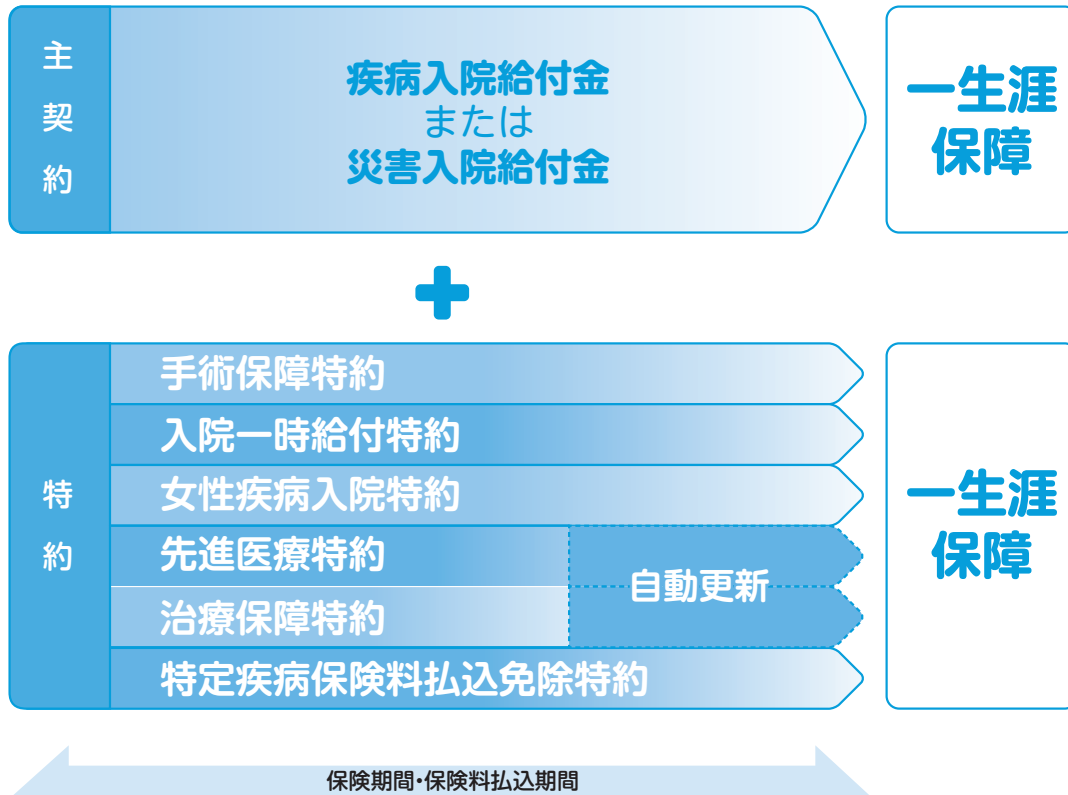 主契約
疾病入院給付金
または
災害入院給付金
一生涯
保障
特約
手術保障特約
入院一時給付特約
女性疾病入院特約
先進医療特約
治療保障特約
自動更新
特定疾病保険料払込免除特約
一生涯
保障
保険期間・保険料払込期間